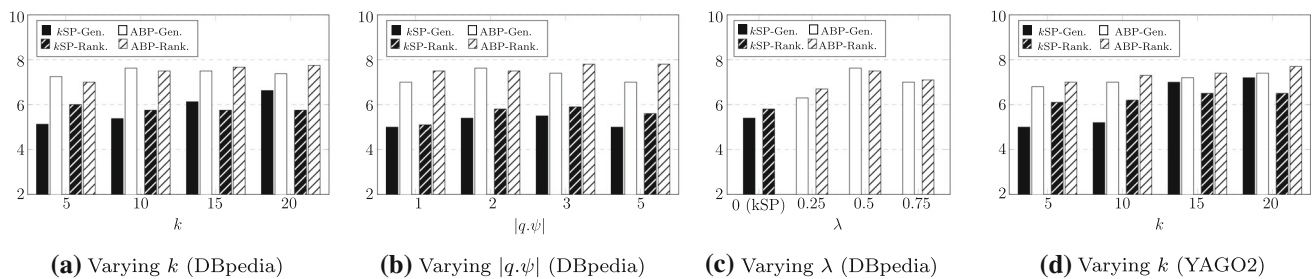 10
8
6
4
2
kSP-Gen.
ABP-Gen.
kSP-Rank.
ABP-Rank.
5
10
15
20
k
(a) Varying k (DBpedia)
10
8
6
4
2
kSP-Gen.
ABP-Gen.
kSP-Rank.
ABP-Rank.
1
2
3
5
|q.ψ|
(b) Varying |q.ψ| (DBpedia)
10
8
6
4
2
kSP-Gen.
ABP-Gen.
kSP-Rank.
ABP-Rank.
0 (kSP)
0.25
0.5
0.75
λ
(c) Varying λ (DBpedia)
10
8
6
4
2
kSP-Gen.
ABP-Gen.
kSP-Rank.
ABP-Rank.
5
10
15
20
k
(d) Varying k (YAGO2)